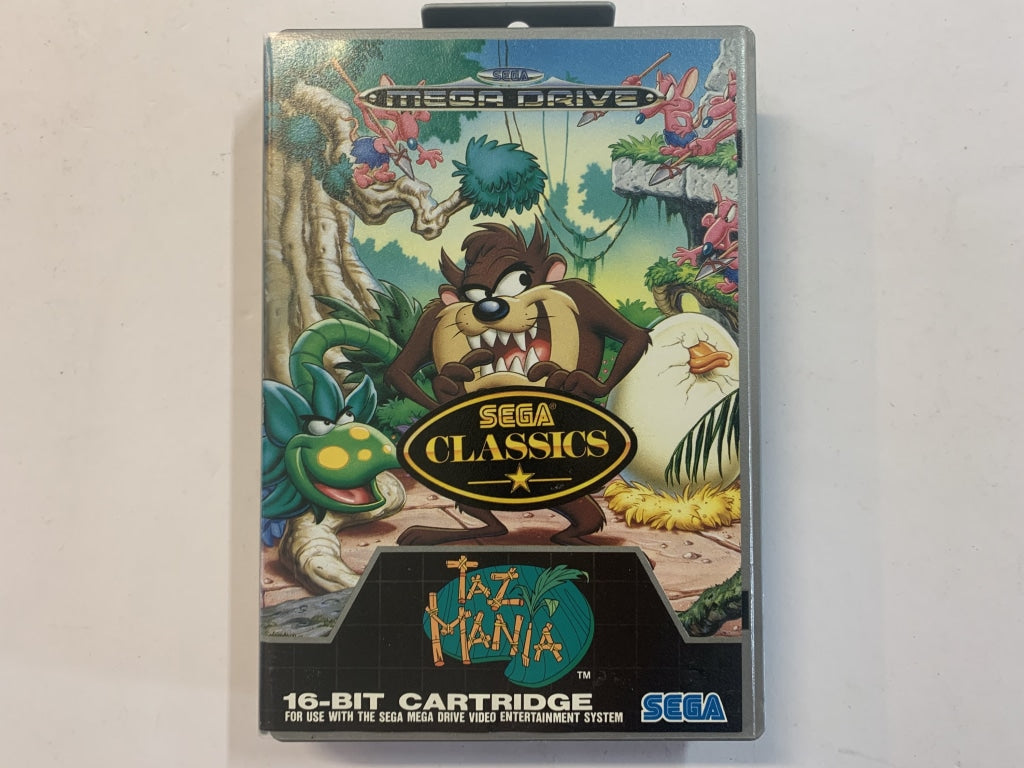 SEGA
MEGA DRIVE
SEGA®
CLASSICS
TAZ
MANIA
TM
16-BIT CARTRIDGE
FOR USE WITH THE SEGA MEGA DRIVE VIDEO ENTERTAINMENT SYSTEM
SEGA